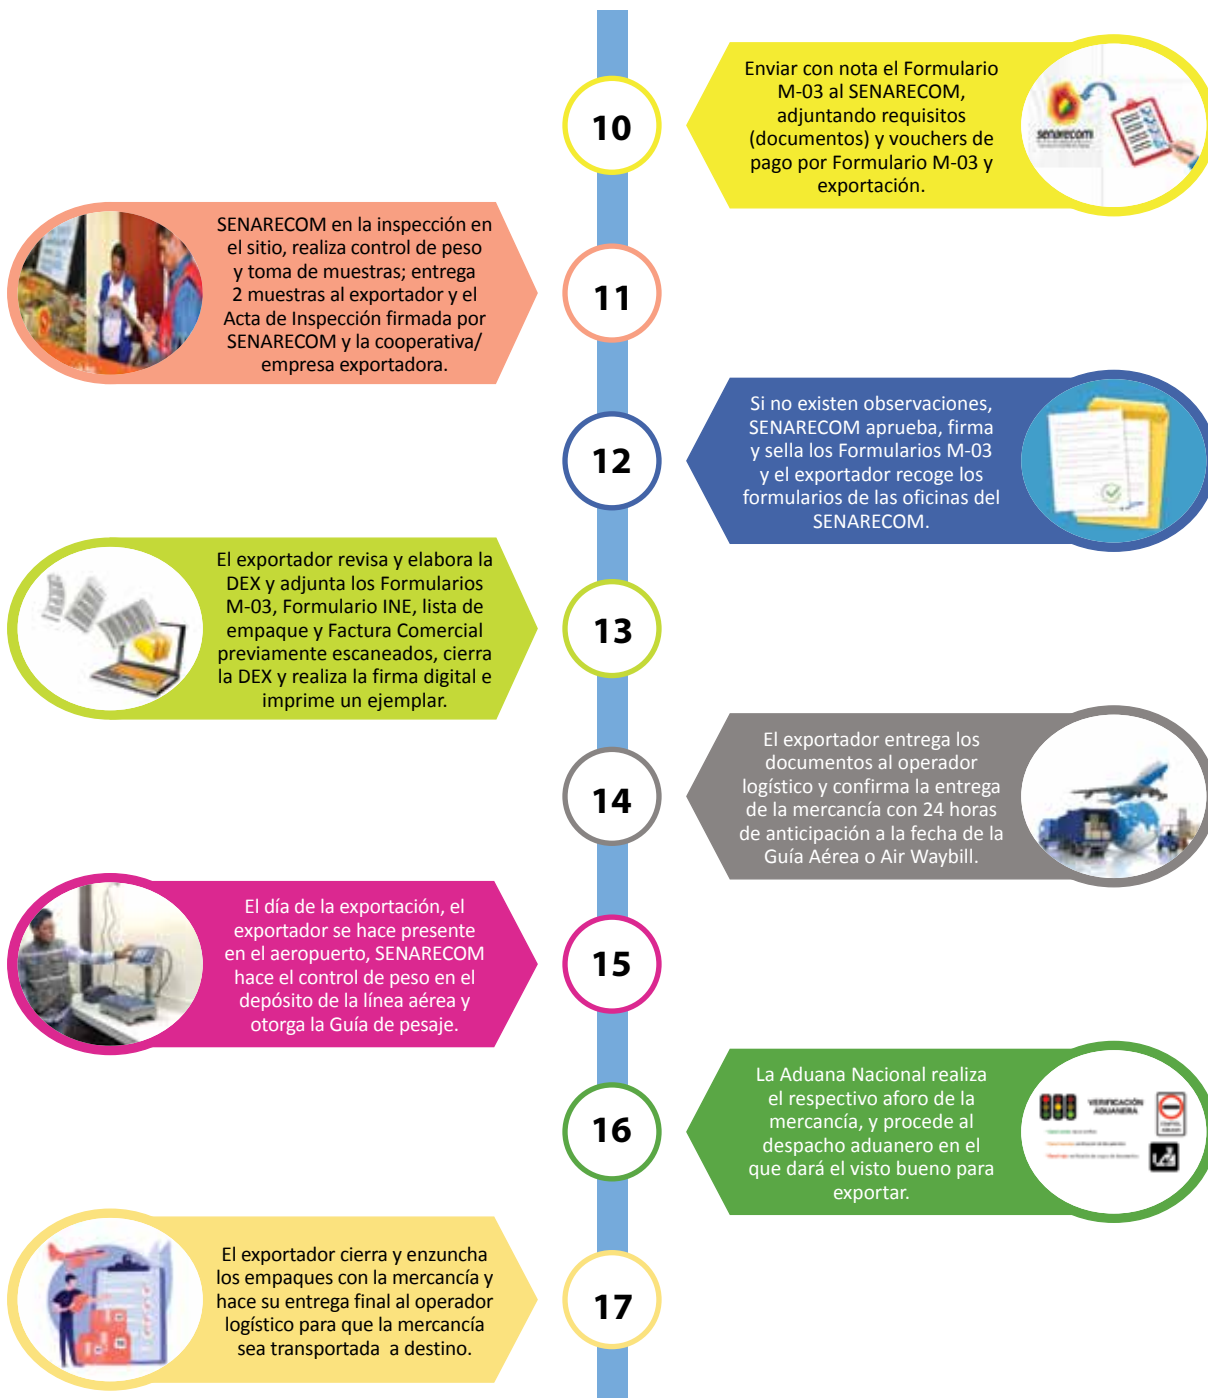 10
Enviar con nota el Formulario
M-03 al SENARECOM,
adjuntando requisitos
(documentos) y vouchers de
pago por Formulario M-03 y
exportación.
senarecom
SENARECOM en la inspección en
el sitio, realiza control de peso
y toma de muestras; entrega
2 muestras al exportador y el
Acta de Inspección firmada por
SENARECOM y la cooperativa/
empresa exportadora.
11
12
Si no existen observaciones,
SENARECOM aprueba, firma
y sella los Formularios M-03
y el exportador recoge los
formularios de las oficinas del
SENARECOM.
El exportador revisa y elabora la
DEX y adjunta los Formularios
M-03, Formulario INE, lista de
empaque y Factura Comercial
previamente escaneados, cierra
la DEX y realiza la firma digital e
imprime un ejemplar.
13
14
El exportador entrega los
documentos al operador
logístico y confirma la entrega
de la mercancía con 24 horas
de anticipación a la fecha de la
Guía Aérea o Air Waybill.
El día de la exportación, el
exportador se hace presente
en el aeropuerto, SENARECOM
hace el control de peso en el
depósito de la línea aérea y
otorga la Guía de pesaje.
15
16
La Aduana Nacional realiza
el respectivo aforo de la
mercancía, y procede al
despacho aduanero en el
que dará el visto bueno para
exportar.
VERIFICACIÓN
ADUANERA
El exportador cierra y enzuncha
los empaques con la mercancía y
hace su entrega final al operador
logístico para que la mercancía
sea transportada a destino.
17